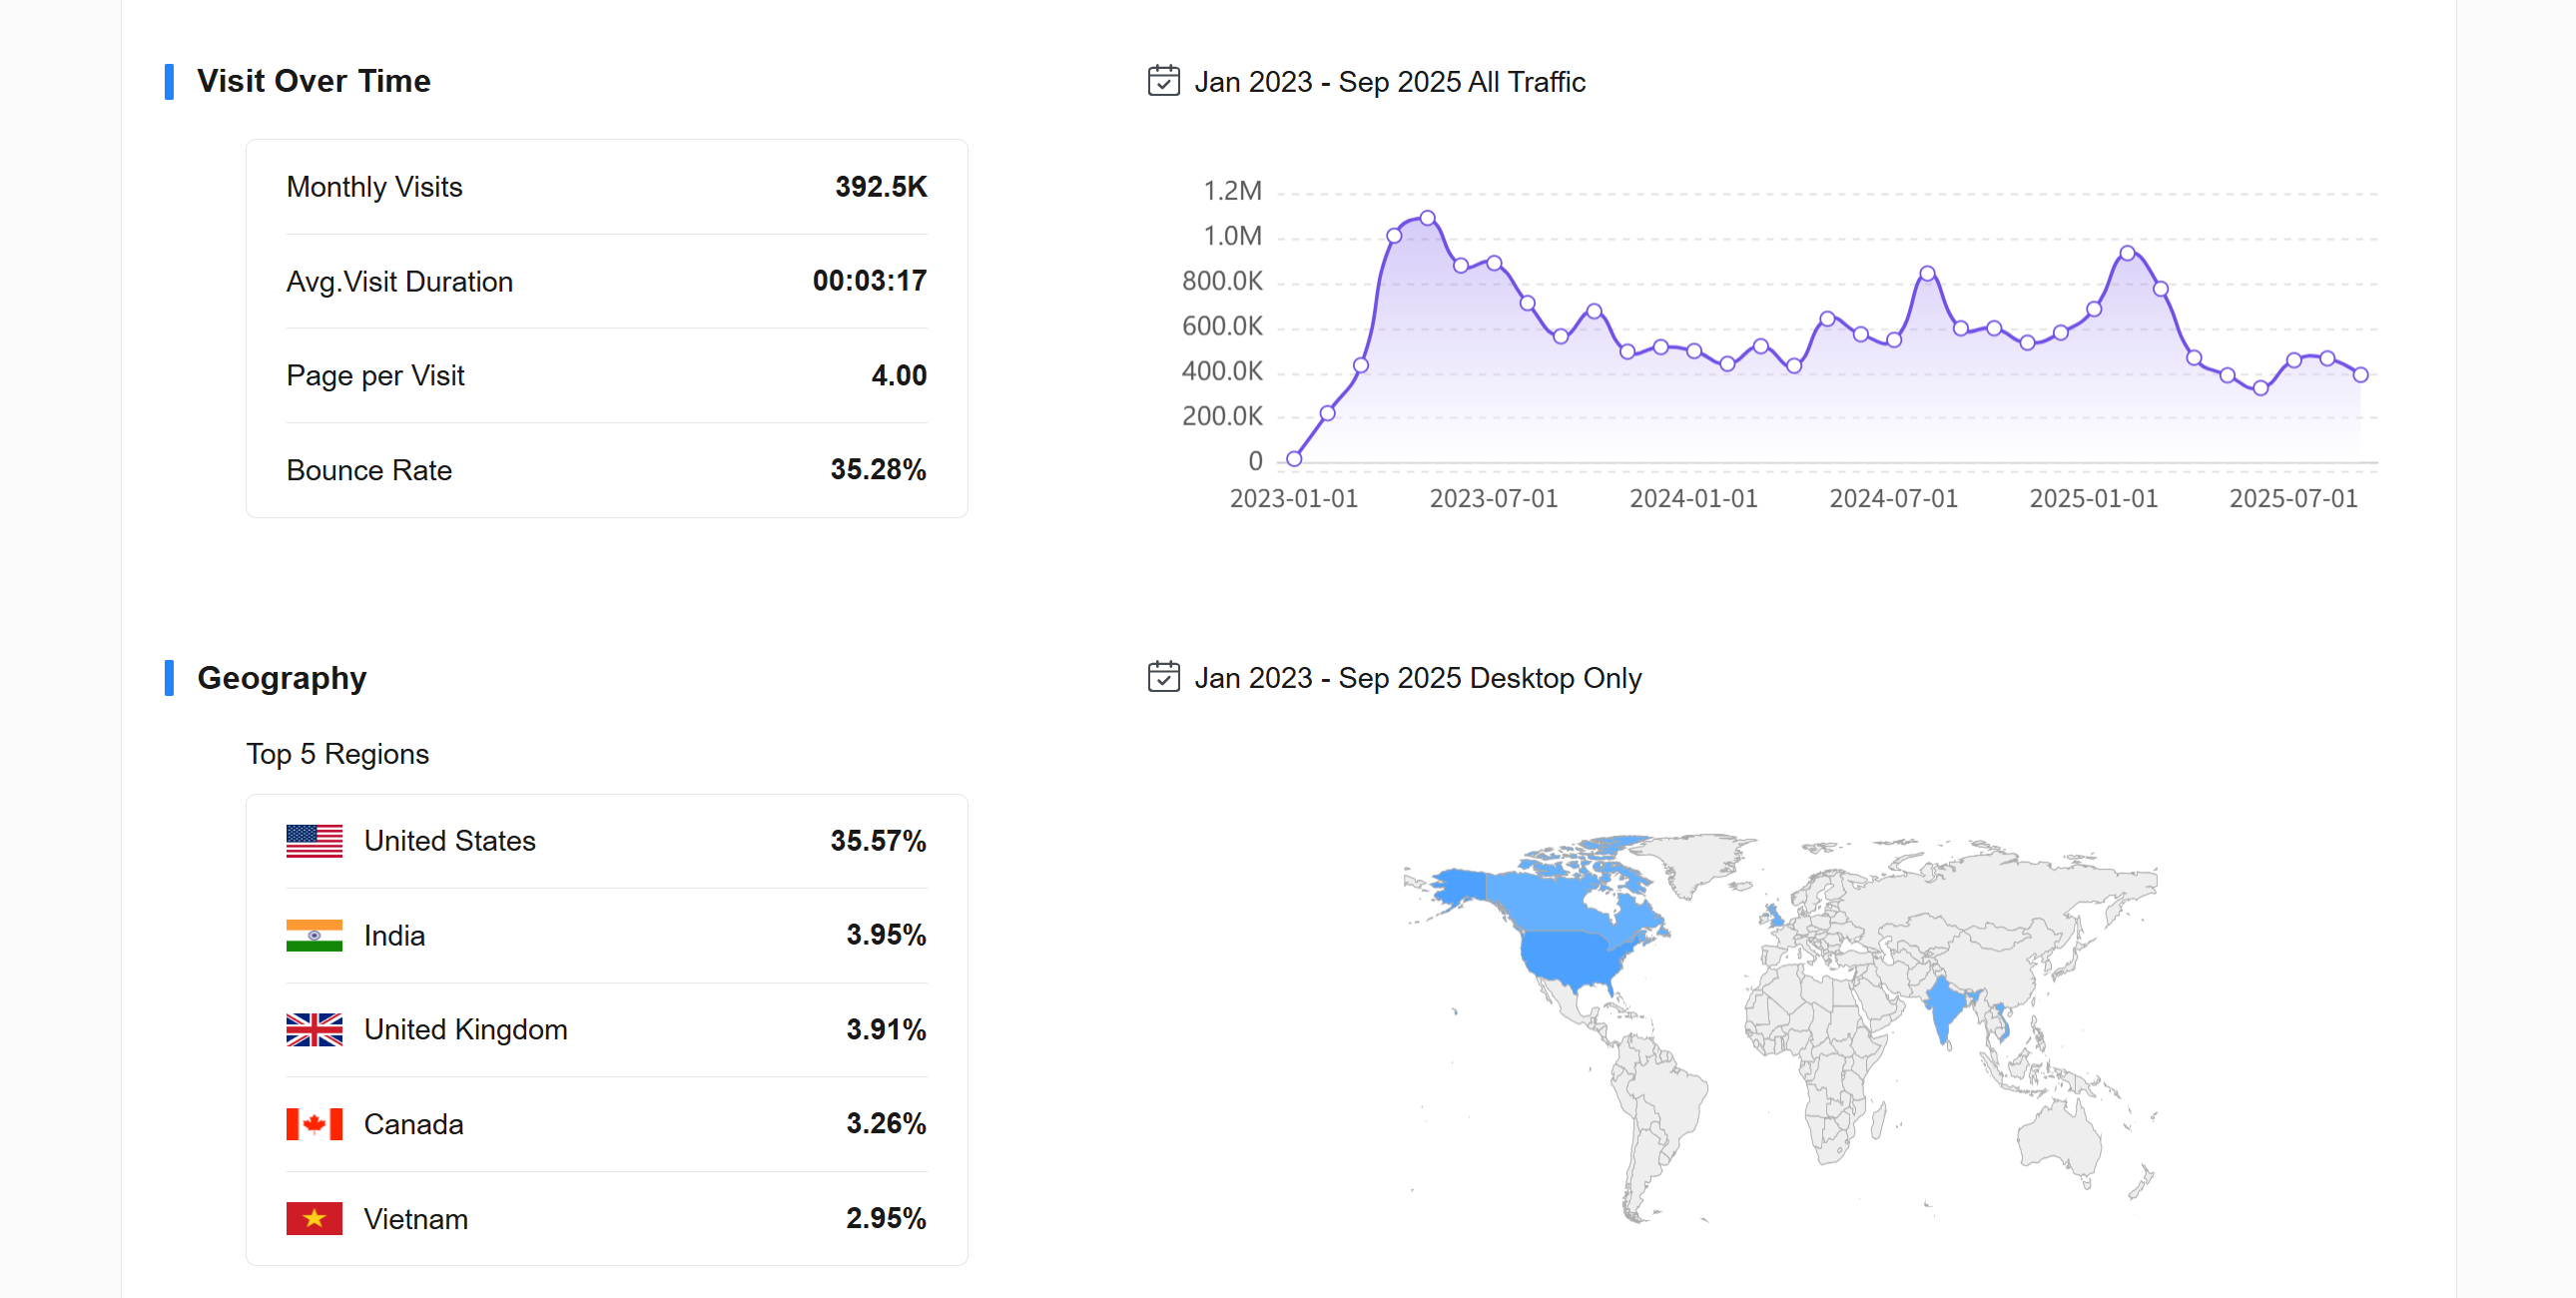 Visit Over Time
Jan 2023 - Sep 2025 All Traffic
Monthly Visits 392.5K
Avg.Visit Duration 00:03:17
Page per Visit 4.00
Bounce Rate 35.28%
1.2M
1.0M
800.0K
600.0K
400.0K
200.0K
0
2023-01-01 2023-07-01 2024-01-01 2024-07-01 2025-01-01 2025-07-01
Geography
Jan 2023 - Sep 2025 Desktop Only
Top 5 Regions
United States 35.57%
India 3.95%
United Kingdom 3.91%
Canada 3.26%
Vietnam 2.95%